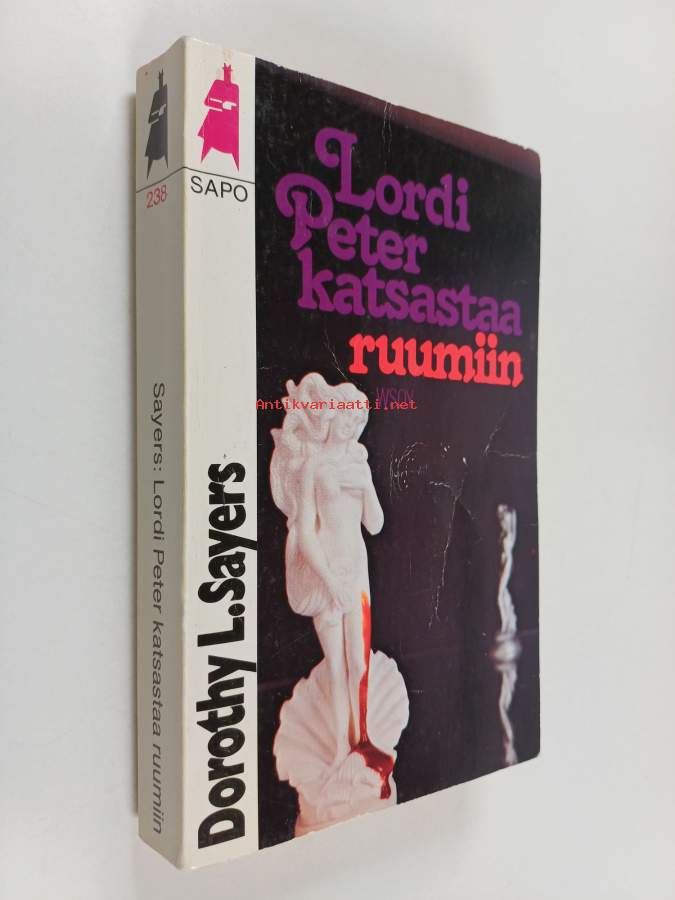 238
Sayers: Lordi Peter katsastaa ruumiin
SAPO
Dorothy L.Sayers
Lordi
Peter
katsastaa
ruumiin
WSOY
Antikvariaatti.net